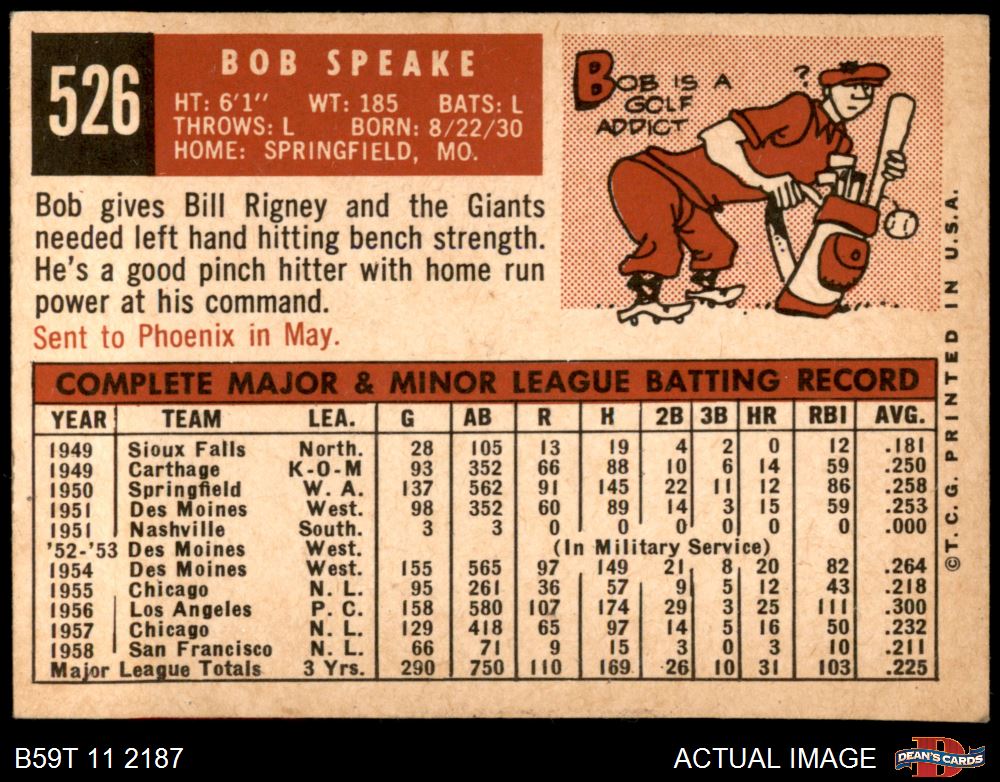 526
BOB SPEAKE
HT: 6'1" WT: 185 BATS: L
THROWS: L BORN: 8/22/30
HOME: SPRINGFIELD, MO.
BOB IS A
GOLF
ADDICT
?
Bob gives Bill Rigney and the Giants
needed left hand hitting bench strength.
He's a good pinch hitter with home run
power at his command.
Sent to Phoenix in May.
COMPLETE MAJOR & MINOR LEAGUE BATTING RECORD
YEAR TEAM LEA. G AB R H 2B 3B HR RBI AVG.
1949 Sioux Falls North. 28 105 13 19 4 2 0 12 .181
1949 Carthage K-O-M 93 352 66 88 10 6 14 59 .250
1950 Springfield W. A. 137 562 91 145 22 11 12 86 .258
1951 Des Moines West. 98 352 60 89 14 3 15 59 .253
1951 Nashville South. 3 3 0 0 0 0 0 0 .000
'52-'53 Des Moines West. (In Military Service)
1954 Des Moines West. 155 565 97 149 21 8 20 82 .264
1955 Chicago N. L. 95 261 36 57 9 5 12 43 .218
1956 Los Angeles P. C. 158 580 107 174 29 3 25 111 .300
1957 Chicago N. L. 129 418 65 97 14 5 16 50 .232
1958 San Francisco N. L. 66 71 9 15 3 0 3 10 .211
Major League Totals 3 Yrs. 290 750 110 169 26 10 31 103 .225
©T. C. G. PRINTED IN U.S.A.
B59T 11 2187
ACTUAL IMAGE
D
DEAN'S CARDS